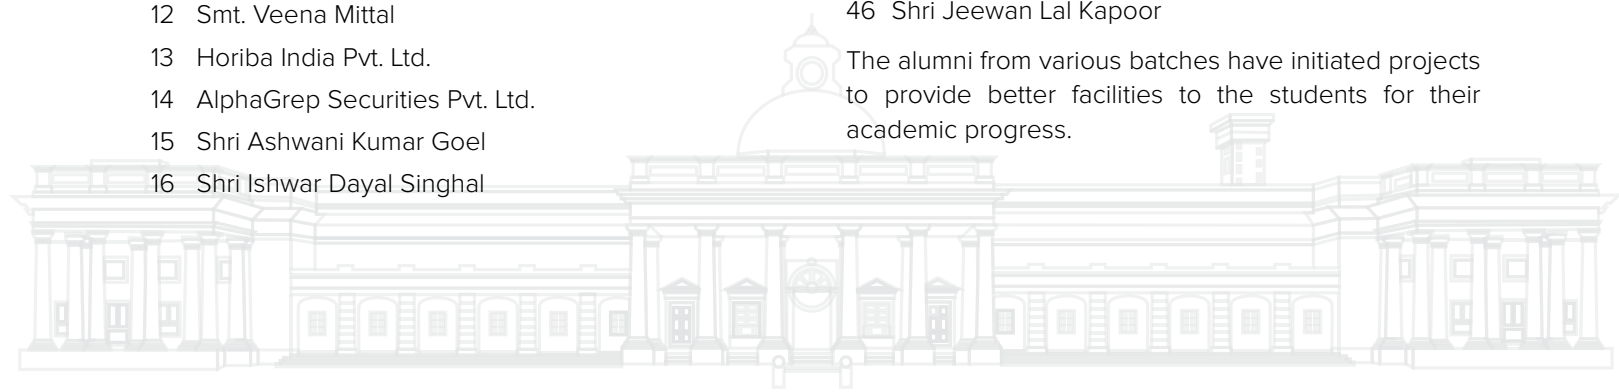 12 Smt. Veena Mittal
13 Horiba India Pvt. Ltd.
14 AlphaGrep Securities Pvt. Ltd.
15 Shri Ashwani Kumar Goel
16 Shri Ishwar Dayal Singhal
46 Shri Jeewan Lal Kapoor
The alumni from various batches have initiated projects
to provide better facilities to the students for their
academic progress.